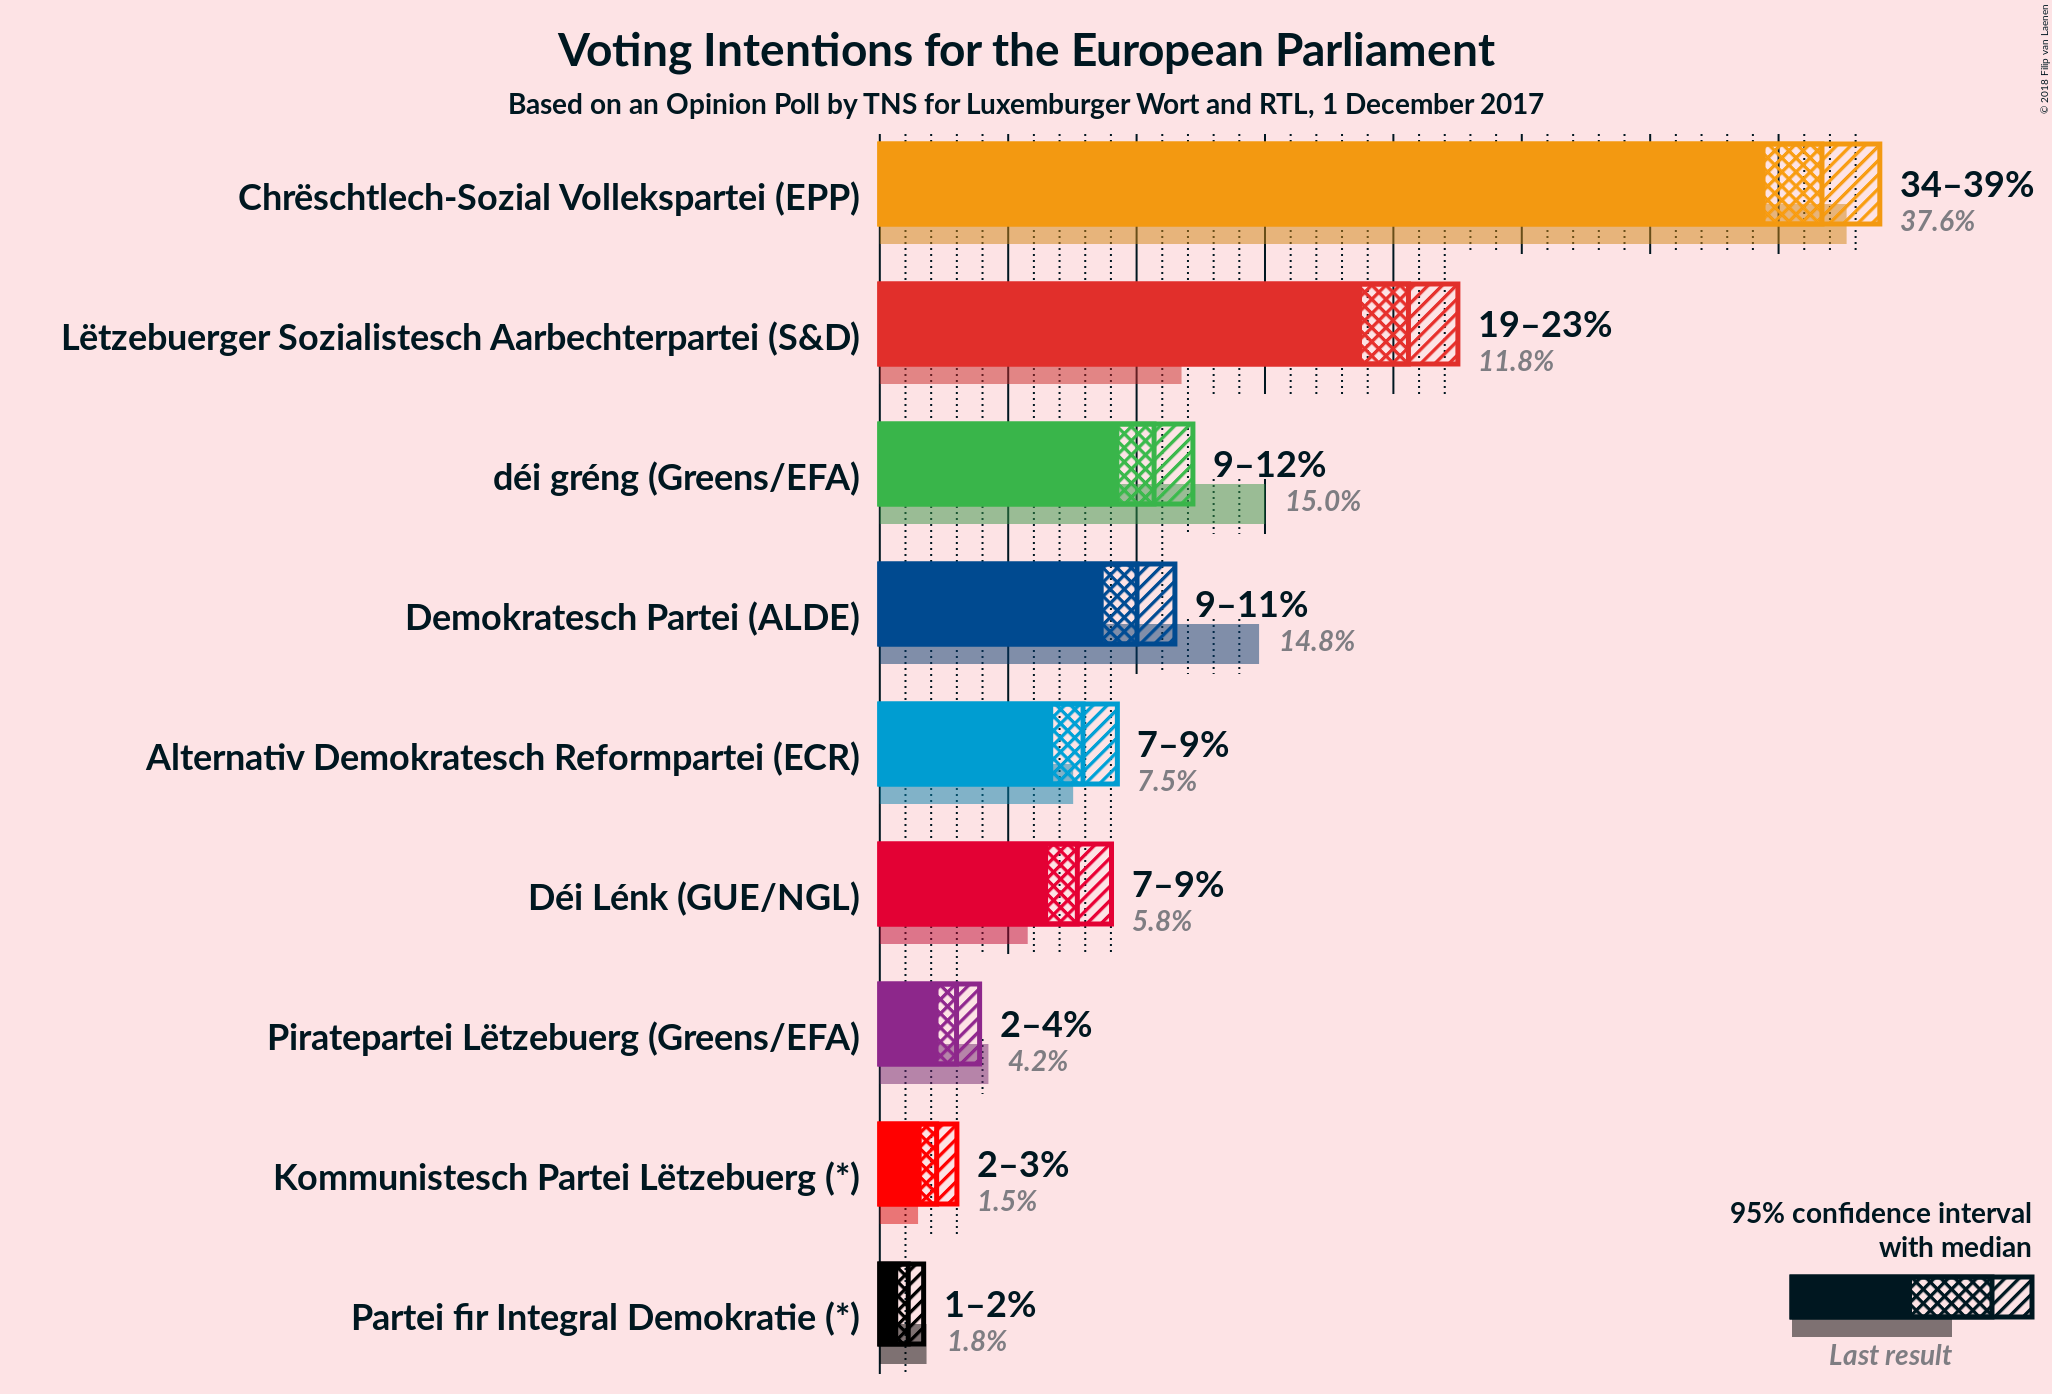 © 2018 Filip van Laenen
Voting Intentions for the European Parliament
Based on an Opinion Poll by TNS for Luxemburger Wort and RTL, 1 December 2017
Chrëschtlech-Sozial Vollekspartei (EPP)
34–39%
37.6%
Lëtzebuerger Sozialistesch Aarbechterpartei (S&D)
19–23%
11.8%
déi gréng (Greens/EFA)
9–12%
15.0%
Demokratesch Partei (ALDE)
9–11%
14.8%
Alternativ Demokratesch Reformpartei (ECR)
7–9%
7.5%
Déi Lénk (GUE/NGL)
7–9%
5.8%
Piratepartei Lëtzebuerg (Greens/EFA)
2–4%
4.2%
Kommunistesch Partei Lëtzebuerg (*)
2–3%
1.5%
Partei fir Integral Demokratie (*)
1–2%
1.8%
95% confidence interval
with median
Last result